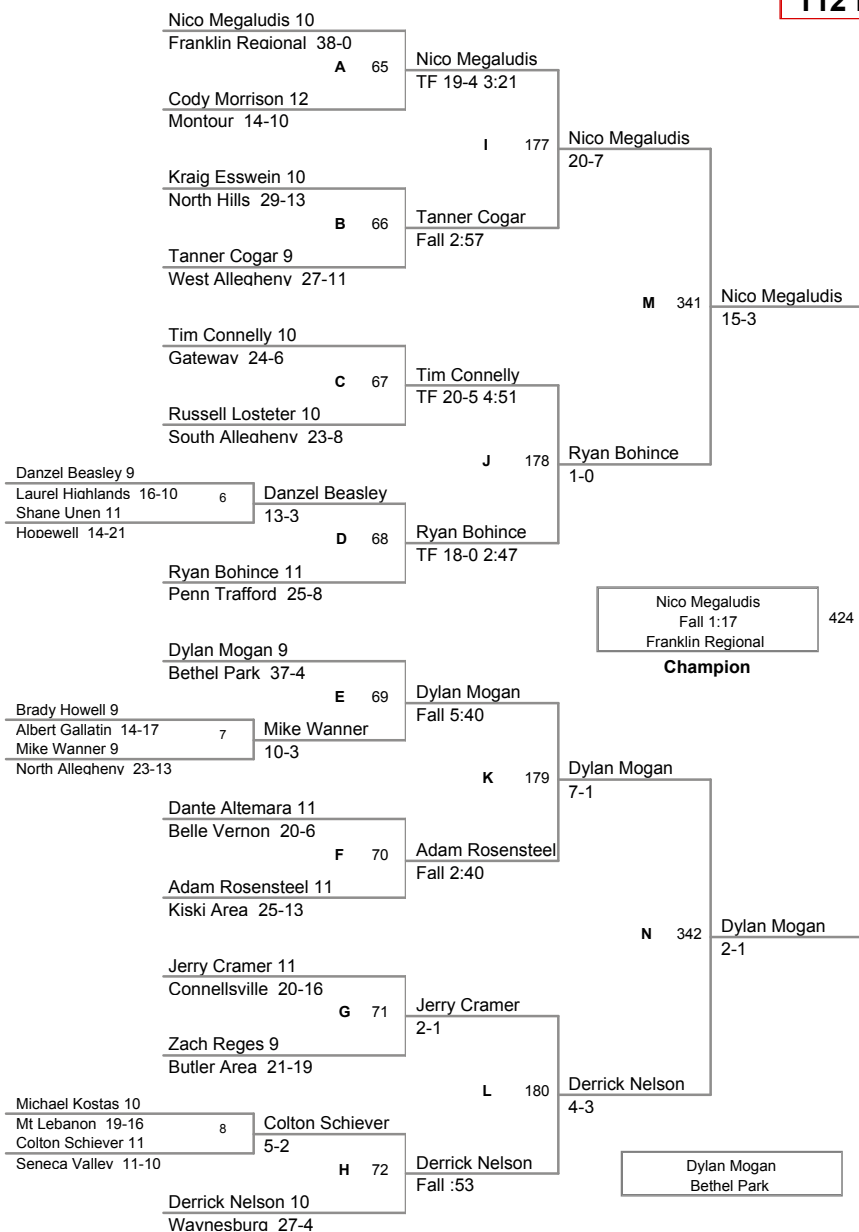 112
Nico Megaludis 10
Franklin Regional 38-0
A 65
Nico Megaludis
TF 19-4 3:21
Cody Morrison 12
Montour 14-10
I 177
Nico Megaludis
20-7
Kraig Esswein 10
North Hills 29-13
B 66
Tanner Cogar
Fall 2:57
Tanner Cogar 9
West Allegheny 27-11
M 341
Nico Megaludis
15-3
Tim Connelly 10
Gateway 24-6
C 67
Tim Connelly
TF 20-5 4:51
Russell Losteter 10
South Allegheny 23-8
J 178
Ryan Bohince
1-0
Danzel Beasley 9
Laurel Highlands 16-10
6
Shane Unen 11
Hopewell 14-21
Danzel Beasley
13-3
D 68
Ryan Bohince
TF 18-0 2:47
Ryan Bohince 11
Penn Trafford 25-8
Nico Megaludis
Fall 1:17
Franklin Regional
424
Champion
Dylan Mogan 9
Bethel Park 37-4
E 69
Dylan Mogan
Fall 5:40
Brady Howell 9
Albert Gallatin 14-17
7
Mike Wanner 9
North Allegheny 23-13
Mike Wanner
10-3
K 179
Dylan Mogan
7-1
Dante Altemara 11
Belle Vernon 20-6
F 70
Adam Rosensteel
Fall 2:40
Adam Rosensteel 11
Kiski Area 25-13
N 342
Dylan Mogan
2-1
Jerry Cramer 11
Connellsville 20-16
G 71
Jerry Cramer
2-1
Zach Reges 9
Butler Area 21-19
L 180
Derrick Nelson
4-3
Michael Kostas 10
Mt Lebanon 19-16
8
Colton Schiever 11
Seneca Valley 11-10
Colton Schiever
5-2
H 72
Derrick Nelson
Fall :53
Derrick Nelson 10
Waynesburg 27-4
Dylan Mogan
Bethel Park